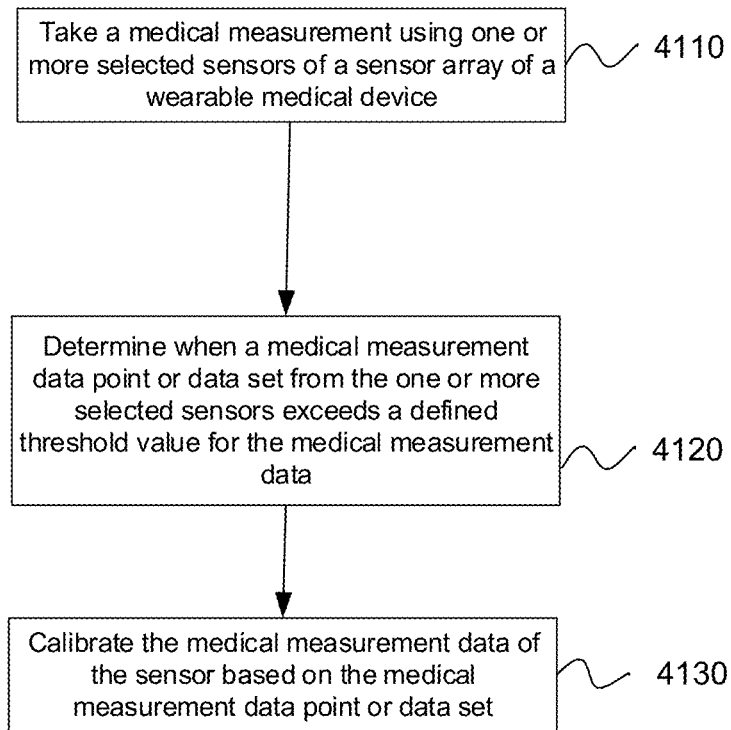 Take a medical measurement using one or
more selected sensors of a sensor array of a
wearable medical device
4110
Determine when a medical measurement
data point or data set from the one or more
selected sensors exceeds a defined
threshold value for the medical measurement
data
4120
Calibrate the medical measurement data of
the sensor based on the medical
measurement data point or data set
4130